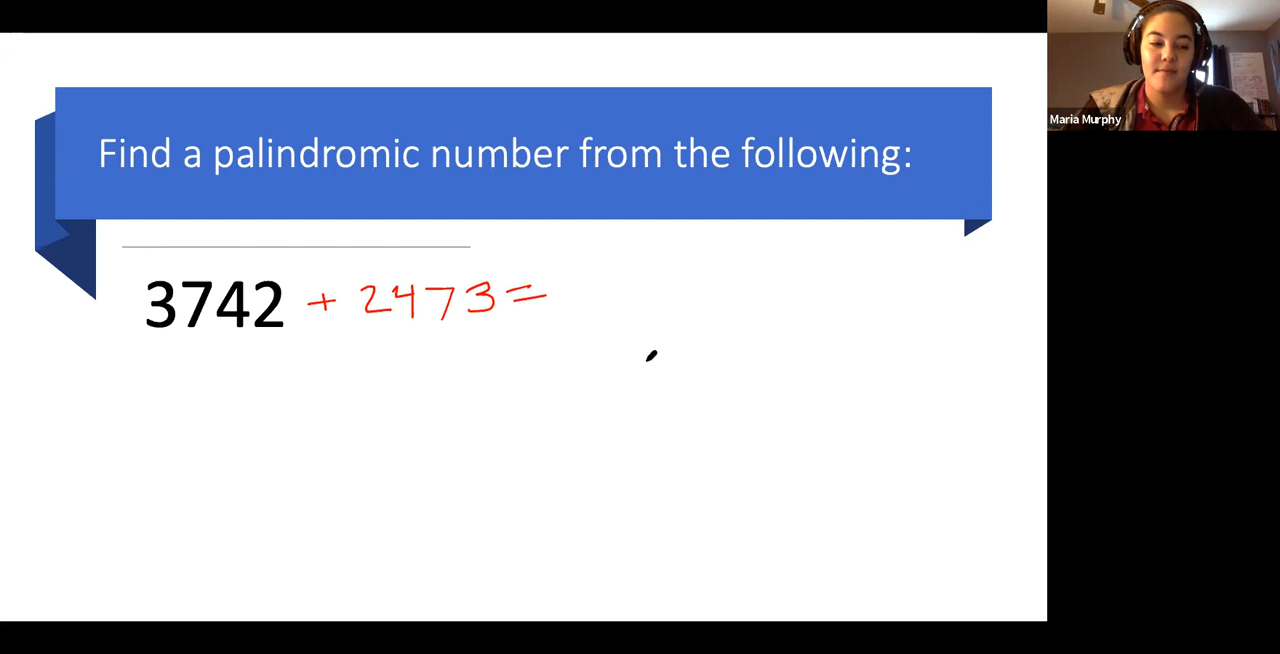 Find a palindromic number from the following:
3742 + 2473 =
Maria Murphy